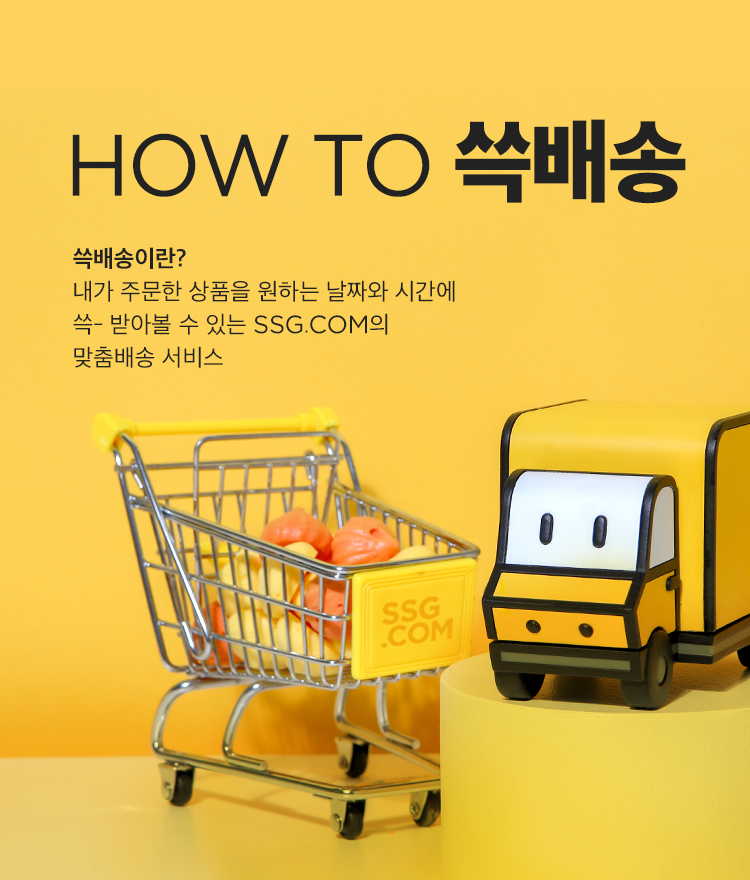 HOW TO 쓱배송
쓱배송이란?
내가 주문한 상품을 원하는 날짜와 시간에
쓱- 받아볼 수 있는 SSG.COM의
맞춤배송 서비스
SSG
.COM